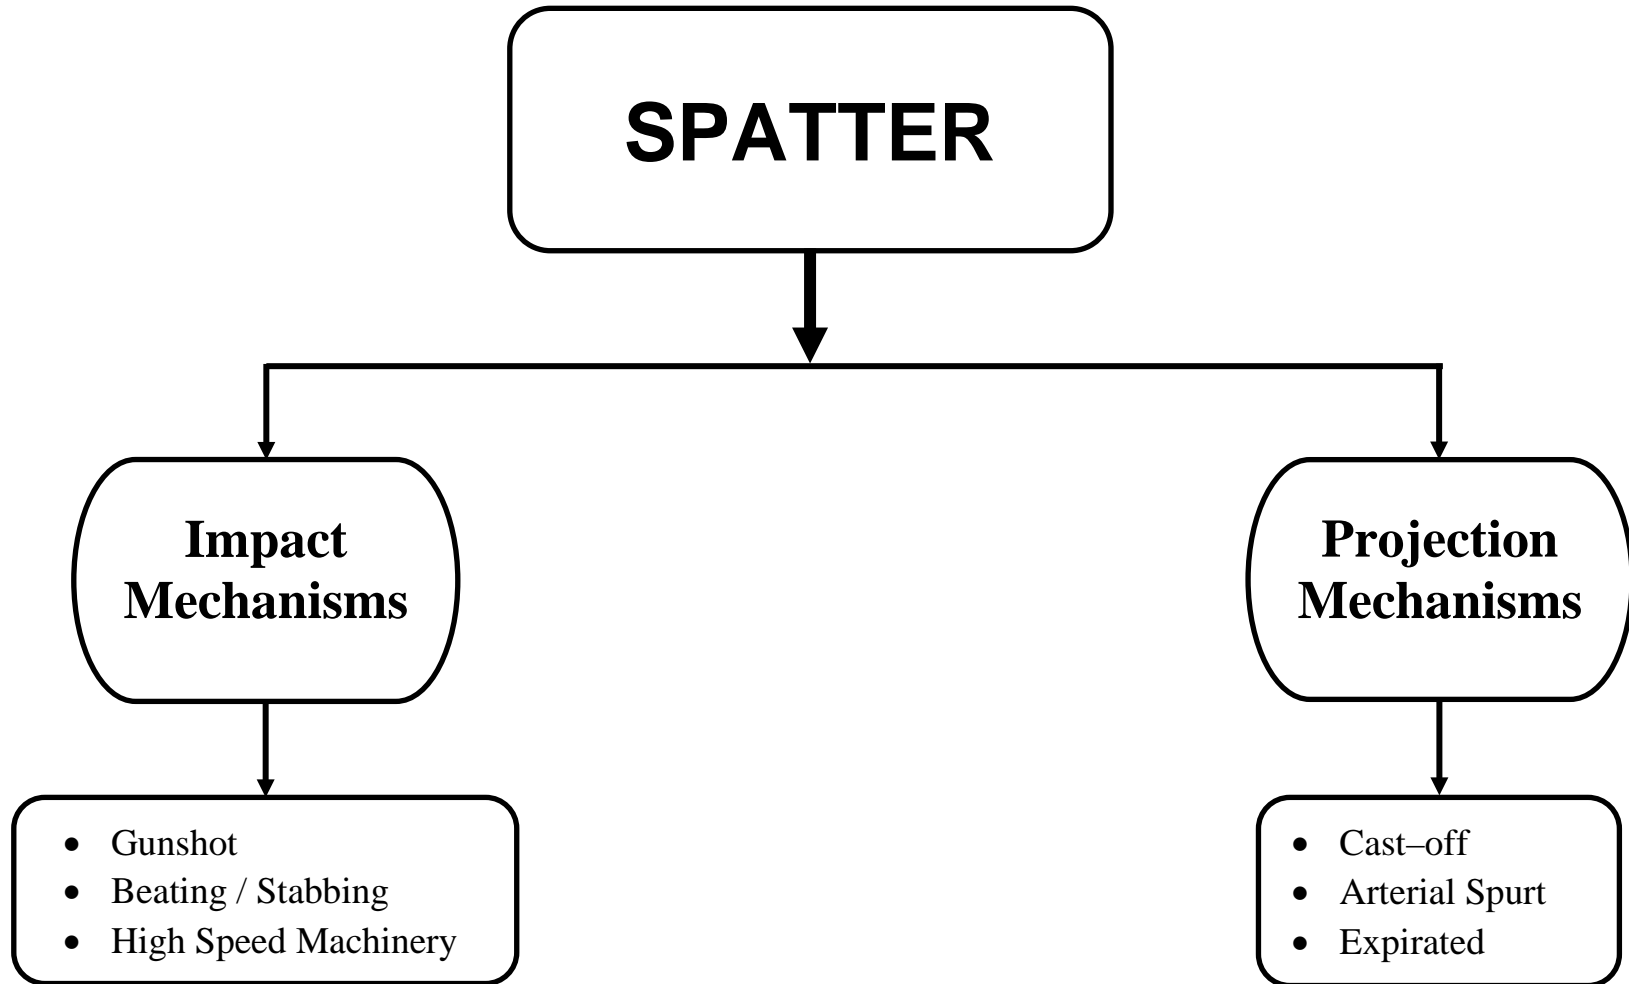 SPATTER
Impact
Mechanisms
Projection
Mechanisms
• Gunshot
• Beating / Stabbing
• High Speed Machinery
• Cast–off
• Arterial Spurt
• Expirated